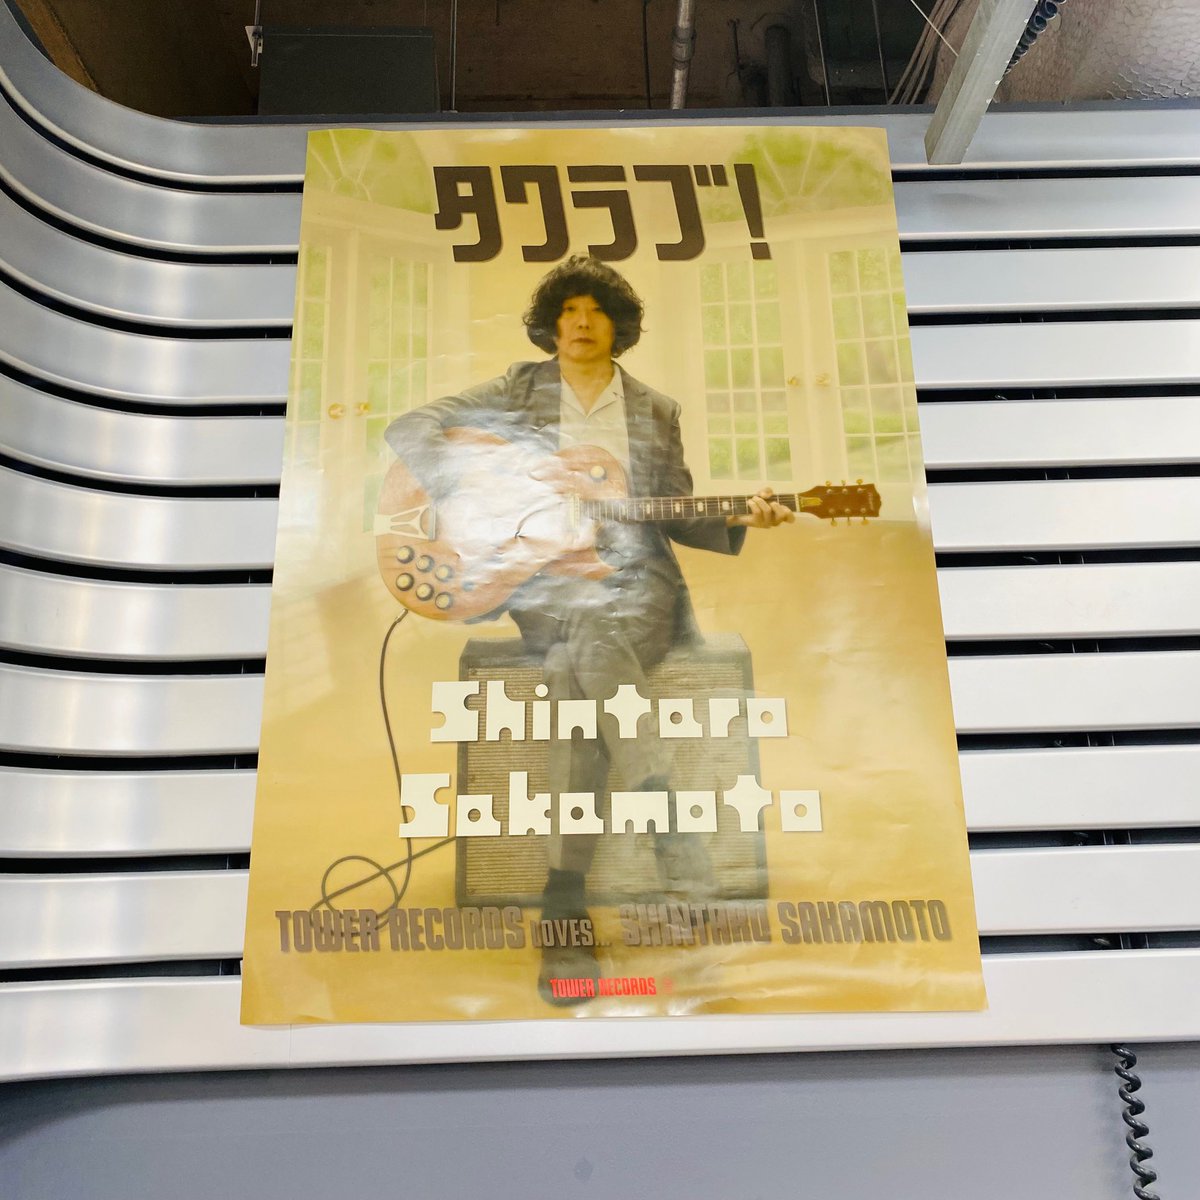 タワラブ!
Shintaro
Sakamoto
TOWER RECORDS LOVES... SHINTARO SAKAMOTO
TOWER RECORDS